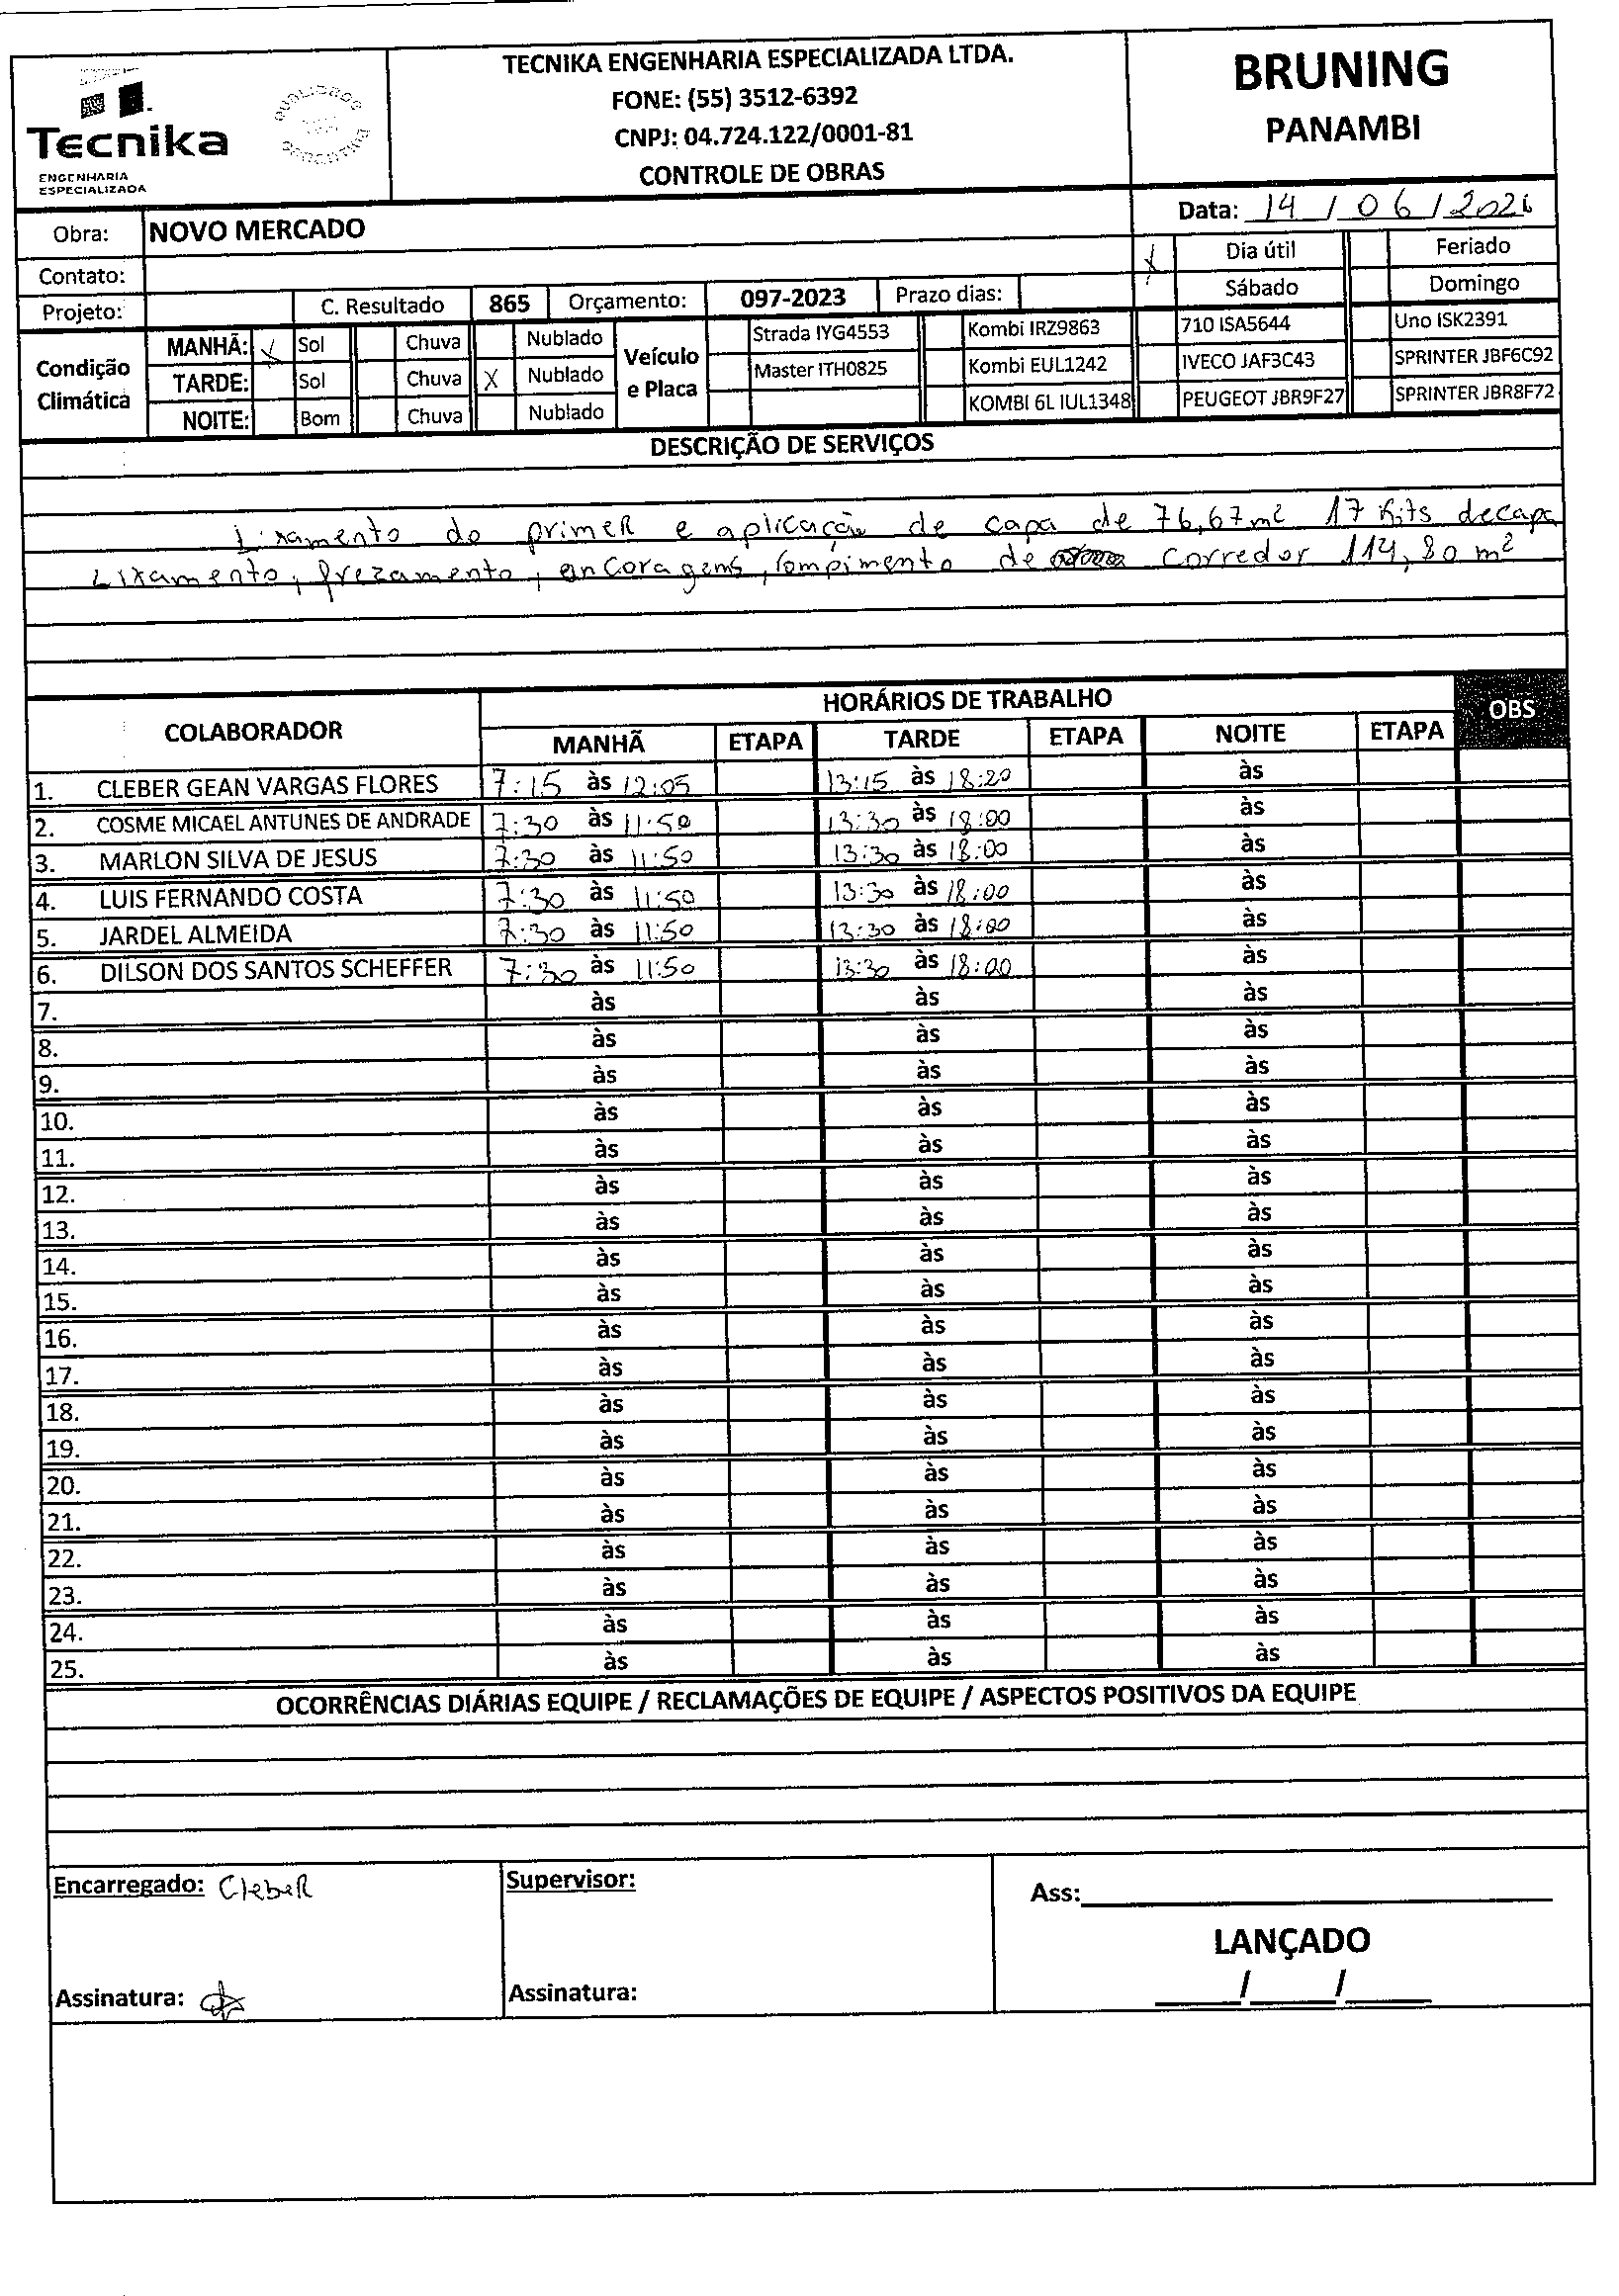 TECNIKA ENGENHARIA ESPECIALIZADA LTDA.
FONE: (55) 3512-6392
CNPJ: 04.724.122/0001-81
CONTROLE DE OBRAS
Tecnika
ENGENHARIA
ESPECIALIZADA
QUALIDADE
BRUNING
PANAMBI
Data: 14 / 06 / 202
Obra: NOVO MERCADO
Contato:
X Dia útil Feriado
Sábado Domingo
Projeto: C. Resultado 865 Orçamento: 097-2023 Prazo dias:
Condição Climática
MANHÃ: X Sol Chuva Nublado
TARDE: Sol Chuva X Nublado
NOITE: Bom Chuva Nublado
Veículo e Placa
Strada IYG4553 Kombi IRZ9863 710 ISA5644 Uno ISK2391
Master ITH0825 Kombi EUL1242 IVECO JAF3C43 SPRINTER JBF6C92
KOMBI 6L IUL1348 PEUGEOT JBR9F27 SPRINTER JBR8F72
DESCRIÇÃO DE SERVIÇOS
Lixamento do primer e aplicação de capa de 76,67m² 17 kits de capa
Lixamento, frezamento, ancoragens, rompimento de corredor 114,80 m²
COLABORADOR HORÁRIOS DE TRABALHO OBS
MANHÃ ETAPA TARDE ETAPA NOITE ETAPA
1. CLEBER GEAN VARGAS FLORES 7:15 às 12:05 13:15 às 18:20 às
2. COSME MICAEL ANTUNES DE ANDRADE 7:30 às 11:50 13:30 às 18:00 às
3. MARLON SILVA DE JESUS 7:30 às 11:50 13:30 às 18:00 às
4. LUIS FERNANDO COSTA 7:30 às 11:50 13:30 às 18:00 às
5. JARDEL ALMEIDA 7:30 às 11:50 13:30 às 18:00 às
6. DILSON DOS SANTOS SCHEFFER 7:30 às 11:50 13:30 às 18:00 às
7. às às às
8. às às às
9. às às às
10. às às às
11. às às às
12. às às às
13. às às às
14. às às às
15. às às às
16. às às às
17. às às às
18. às às às
19. às às às
20. às às às
21. às às às
22. às às às
23. às às às
24. às às às
25. às às às
OCORRÊNCIAS DIÁRIAS EQUIPE / RECLAMAÇÕES DE EQUIPE / ASPECTOS POSITIVOS DA EQUIPE
Encarregado: Cleber
Supervisor:
Ass:
LANÇADO
/ /
Assinatura:
Assinatura: